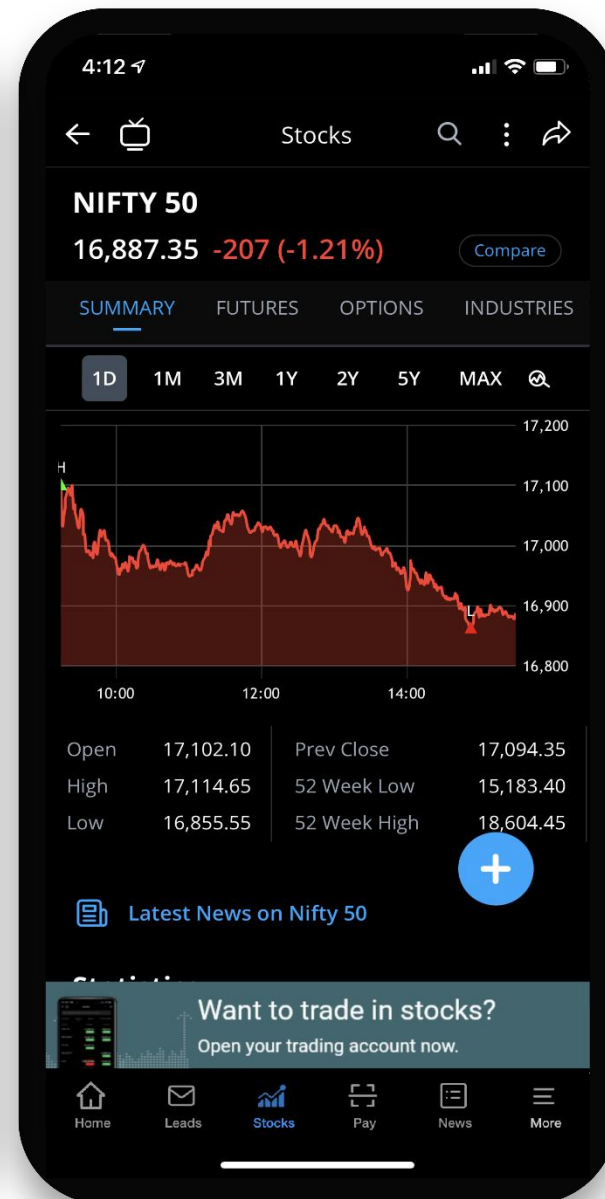 4:12
Stocks
NIFTY 50
16,887.35 -207 (-1.21%) Compare
SUMMARY FUTURES OPTIONS INDUSTRIES
1D 1M 3M 1Y 2Y 5Y MAX
17,200
H
17,100
17,000
16,900
L
16,800
10:00 12:00 14:00
Open 17,102.10 Prev Close 17,094.35
High 17,114.65 52 Week Low 15,183.40
Low 16,855.55 52 Week High 18,604.45
+
Latest News on Nifty 50
Statistics
Want to trade in stocks?
Open your trading account now.
Home Leads Stocks Pay News More